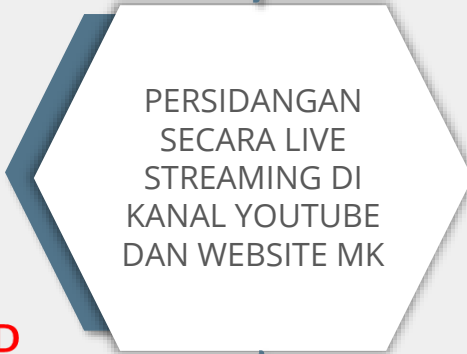 PERSIDANGAN
SECARA LIVE
STREAMING DI
KANAL YOUTUBE
DAN WEBSITE MK
D